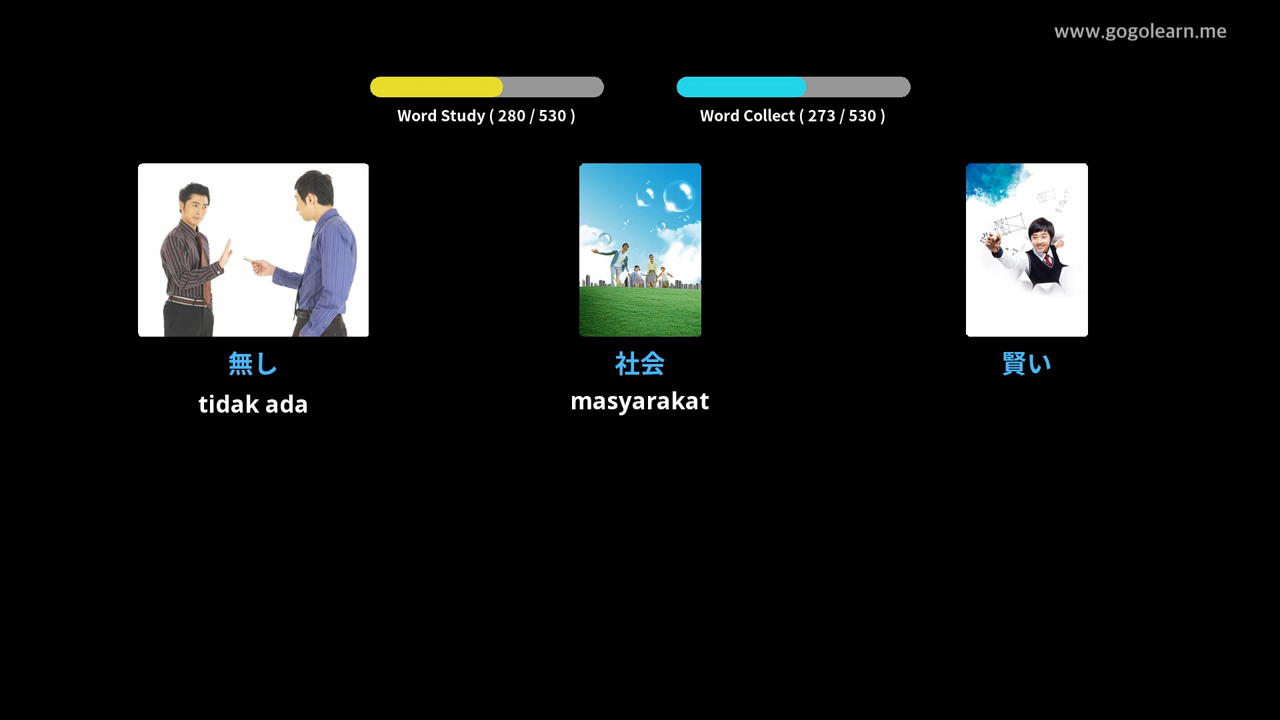 www.gogolearn.me
Word Study ( 280 / 530 )
Word Collect ( 273 / 530 )
無し
社会
賢い
tidak ada
masyarakat